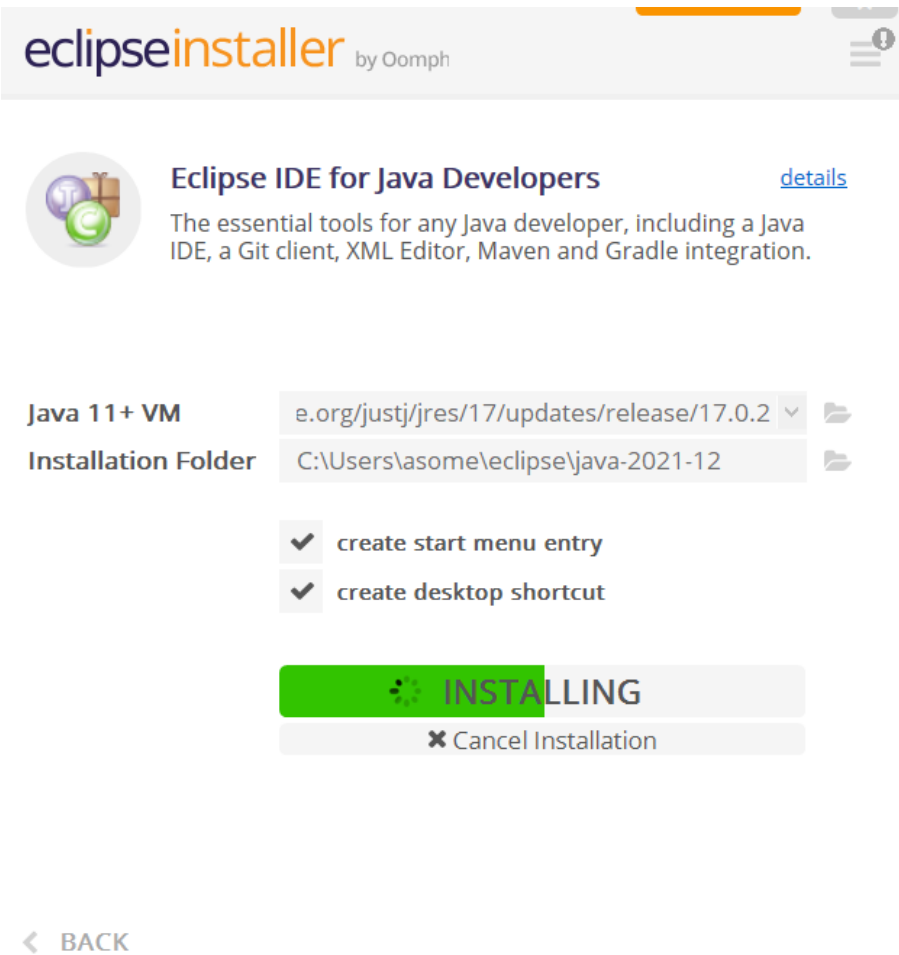 eclipseinstaller by Oomph
Eclipse IDE for Java Developers details
The essential tools for any Java developer, including a Java
IDE, a Git client, XML Editor, Maven and Gradle integration.
Java 11+ VM e.org/justj/jres/17/updates/release/17.0.2
Installation Folder C:\Users\asome\eclipse\java-2021-12
create start menu entry
create desktop shortcut
INSTALLING
Cancel Installation
BACK